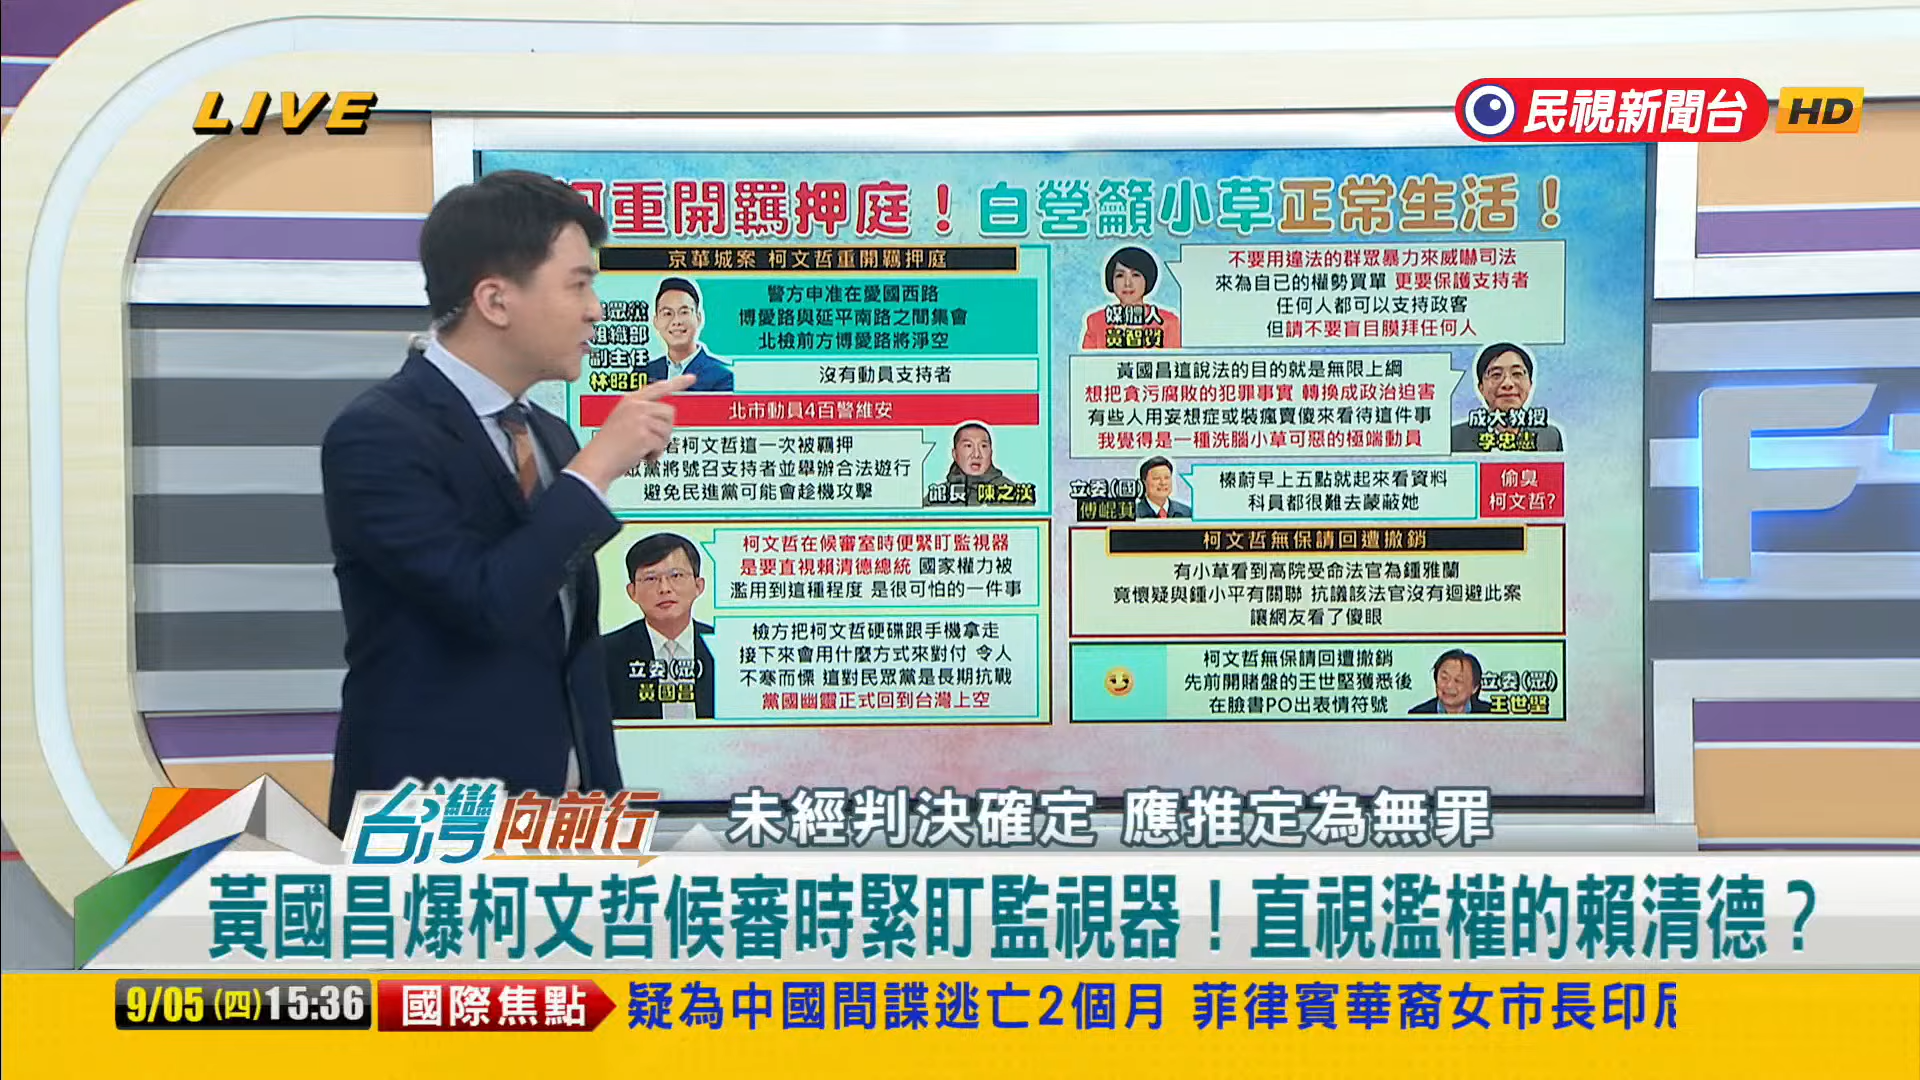 LIVE
民視新聞台 HD
柯重開羈押庭！白營籲小草正常生活！
京華城案 柯文哲重開羈押庭
警方申准在愛國西路
博愛路與延平南路之間集會
北檢前方博愛路將淨空
民眾黨
組織部
副主任
林昭印
沒有動員支持者
北市動員4百警維安
若柯文哲這一次被羈押
眾黨將號召支持者並舉辦合法遊行
避免民進黨可能會趁機攻擊
館長 陳之漢
柯文哲在候審室時便緊盯監視器
是要直視賴清德總統 國家權力被
濫用到這種程度 是很可怕的一件事
檢方把柯文哲硬碟跟手機拿走
接下來會用什麼方式來對付 令人
不寒而慄 這對民眾黨是長期抗戰
黨國幽靈正式回到台灣上空
立委(眾)
黃國昌
不要用違法的群眾暴力來威嚇司法
來為自己的權勢買單 更要保護支持者
任何人都可以支持政客
但請不要盲目膜拜任何人
媒體人
黃智賢
黃國昌這說法的目的就是無限上綱
想把貪污腐敗的犯罪事實 轉換成政治迫害
有些人用妄想症或裝瘋賣傻來看待這件事
我覺得是一種洗腦小草可惡的極端動員
成大教授
李忠憲
立委(國)
傅崐萁
榛蔚早上五點就起來看資料
科員都很難去蒙蔽她
偷臭
柯文哲?
柯文哲無保請回遭撤銷
有小草看到高院受命法官為鍾雅蘭
竟懷疑與鍾小平有關聯 抗議該法官沒有迴避此案
讓網友看了傻眼
柯文哲無保請回遭撤銷
先前開賭盤的王世堅獲悉後
在臉書PO出表情符號
立委(眾)
王世堅
FT
台灣向前行
未經判決確定 應推定為無罪
黃國昌爆柯文哲候審時緊盯監視器！直視濫權的賴清德？
9/05(四)15:36 國際焦點 疑為中國間諜逃亡2個月 菲律賓華裔女市長印尼